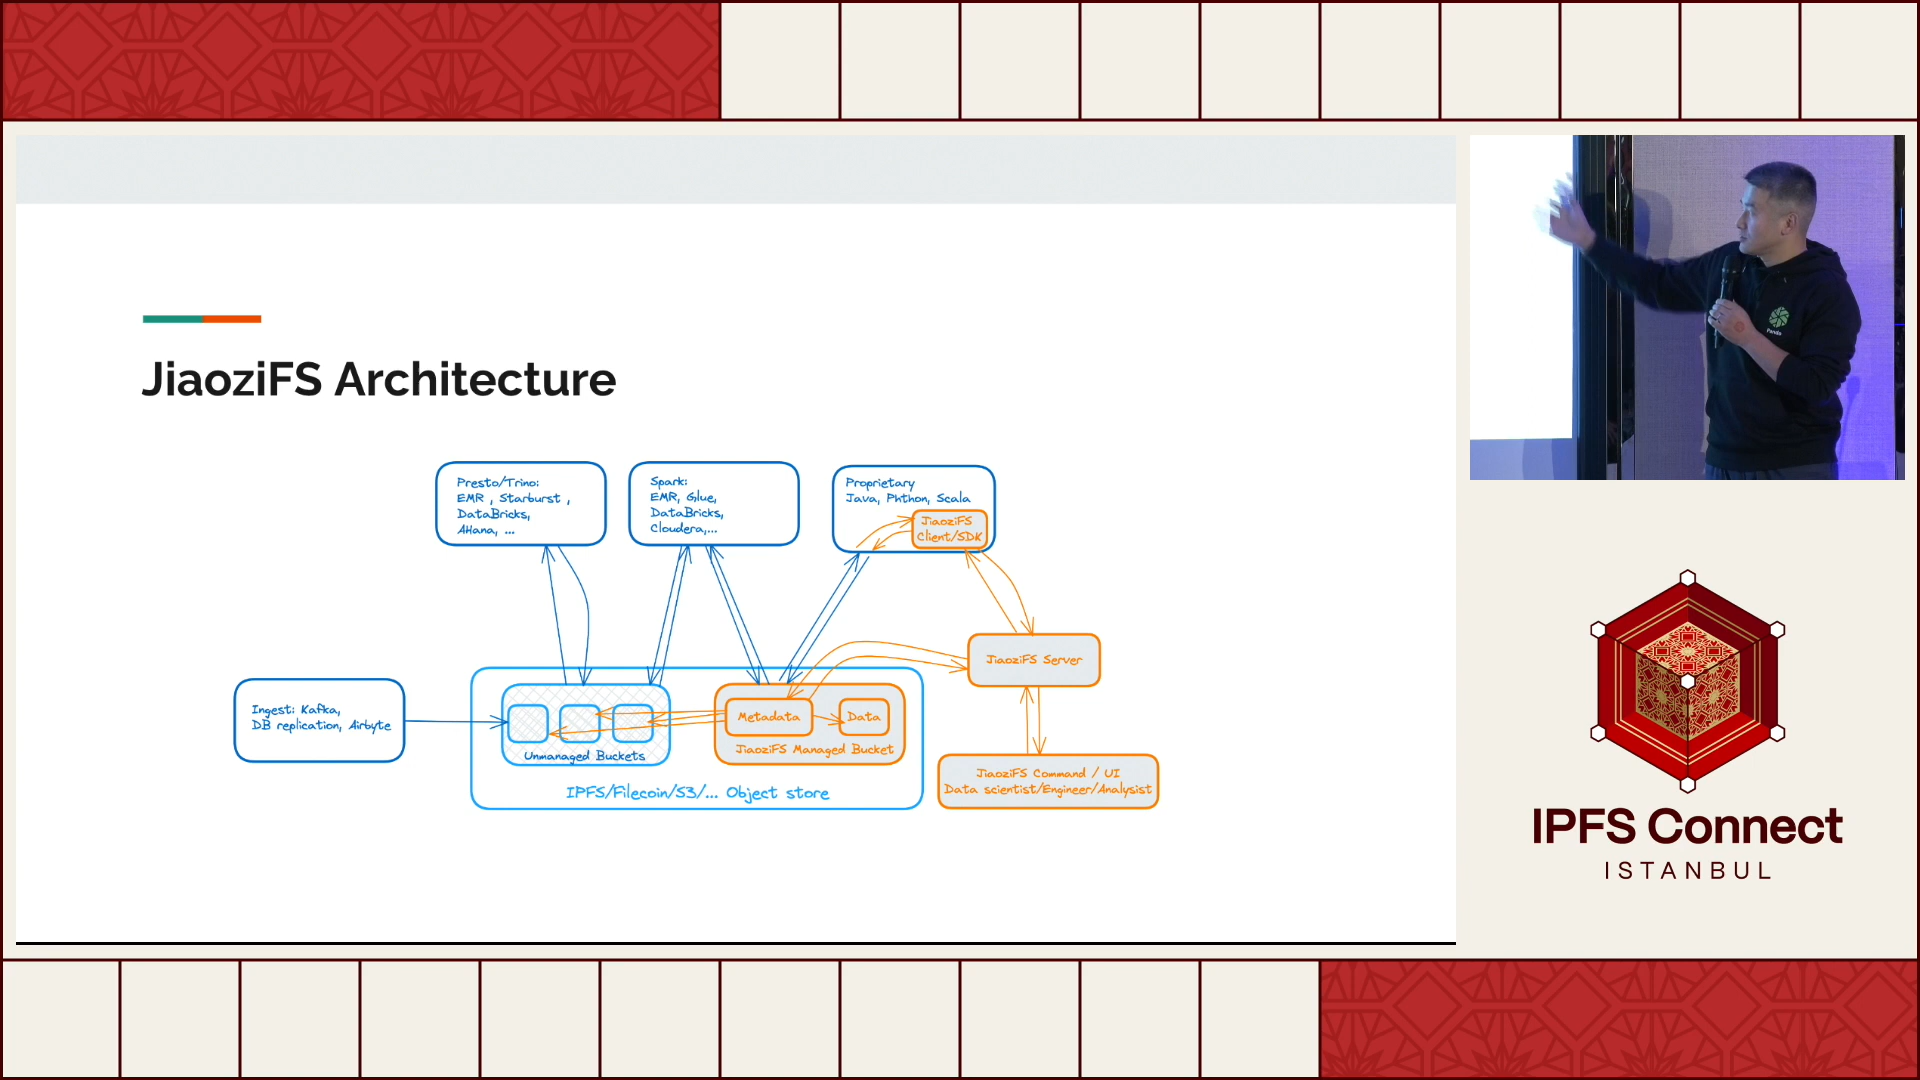 JiaoziFS Architecture
Presto/Trino:
EMR , Starburst ,
DataBricks,
AHana, ...
Spark:
EMR, Glue,
DataBricks,
Cloudera,...
Proprietary
Java, Phthon, Scala
JiaoziFS
Client/SDK
JiaoziFS Server
Ingest: Kafka,
DB replication, Airbyte
Unmanaged Buckets
Metadata
Data
JiaoziFS Managed Bucket
IPFS/Filecoin/S3/... Object store
JiaoziFS Command / UI
Data scientist/Engineer/Analysist
Panda
IPFS Connect
ISTANBUL